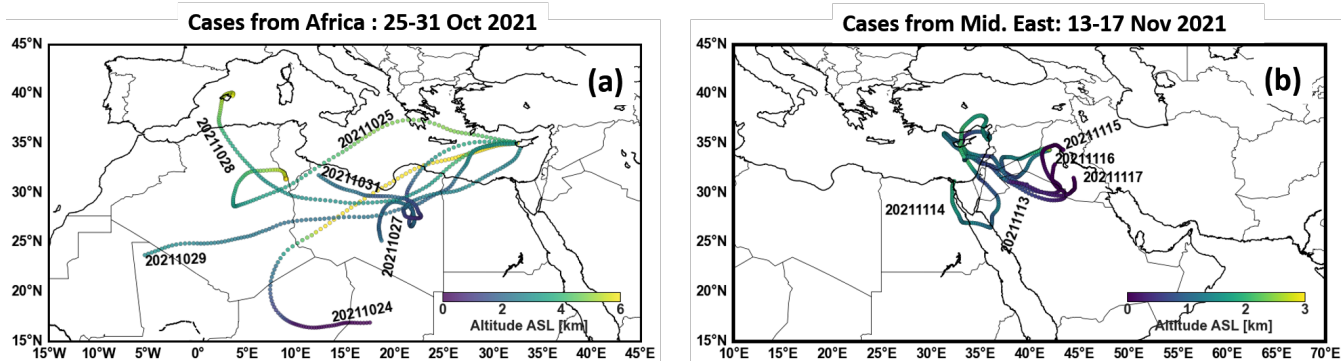 Cases from Africa : 25-31 Oct 2021
45°N
40°N
35°N
30°N
25°N
20°N
15°N
15°W
10°W
5°W
0°
5°E
10°E
15°E
20°E
25°E
30°E
35°E
40°E
45°E
(a)
20211025
20211028
20211031
20211027
20211029
20211024
0
2
4
6
Altitude ASL [km]
Cases from Mid. East: 13-17 Nov 2021
45°N
40°N
35°N
30°N
25°N
20°N
15°N
10°E
15°E
20°E
25°E
30°E
35°E
40°E
45°E
50°E
55°E
60°E
65°E
70°E
(b)
20211115
20211116
20211117
20211114
20211113
0
1
2
3
Altitude ASL [km]